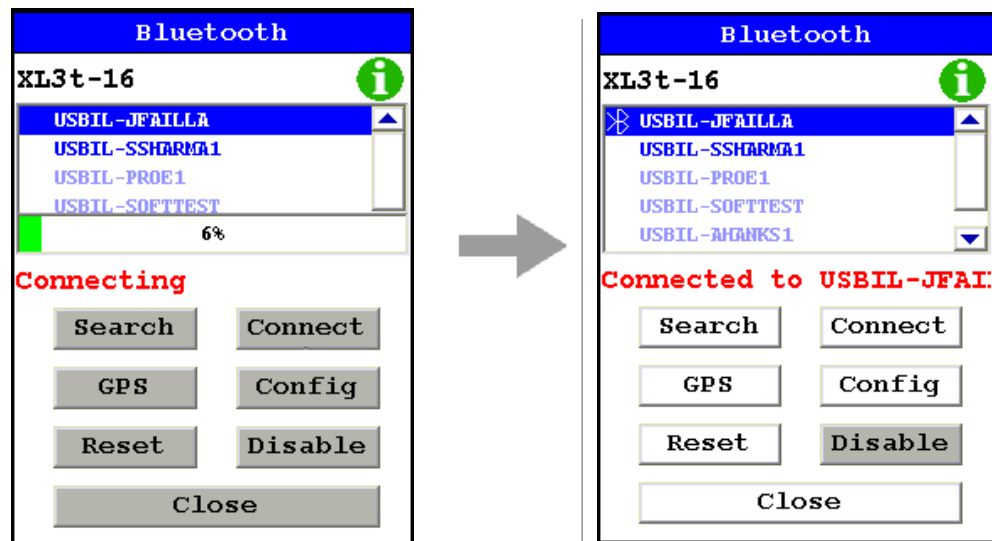 Bluetooth
XL3t-16
USBIL-JFAILLA
USBIL-SSHARMA1
USBIL-PROE1
USBIL-SOFTTEST
6%
Connecting
Search Connect
GPS Config
Reset Disable
Close
Bluetooth
XL3t-16
USBIL-JFAILLA
USBIL-SSHARMA1
USBIL-PROE1
USBIL-SOFTTEST
USBIL-AHANKS1
Connected to USBIL-JFAI
Search Connect
GPS Config
Reset Disable
Close